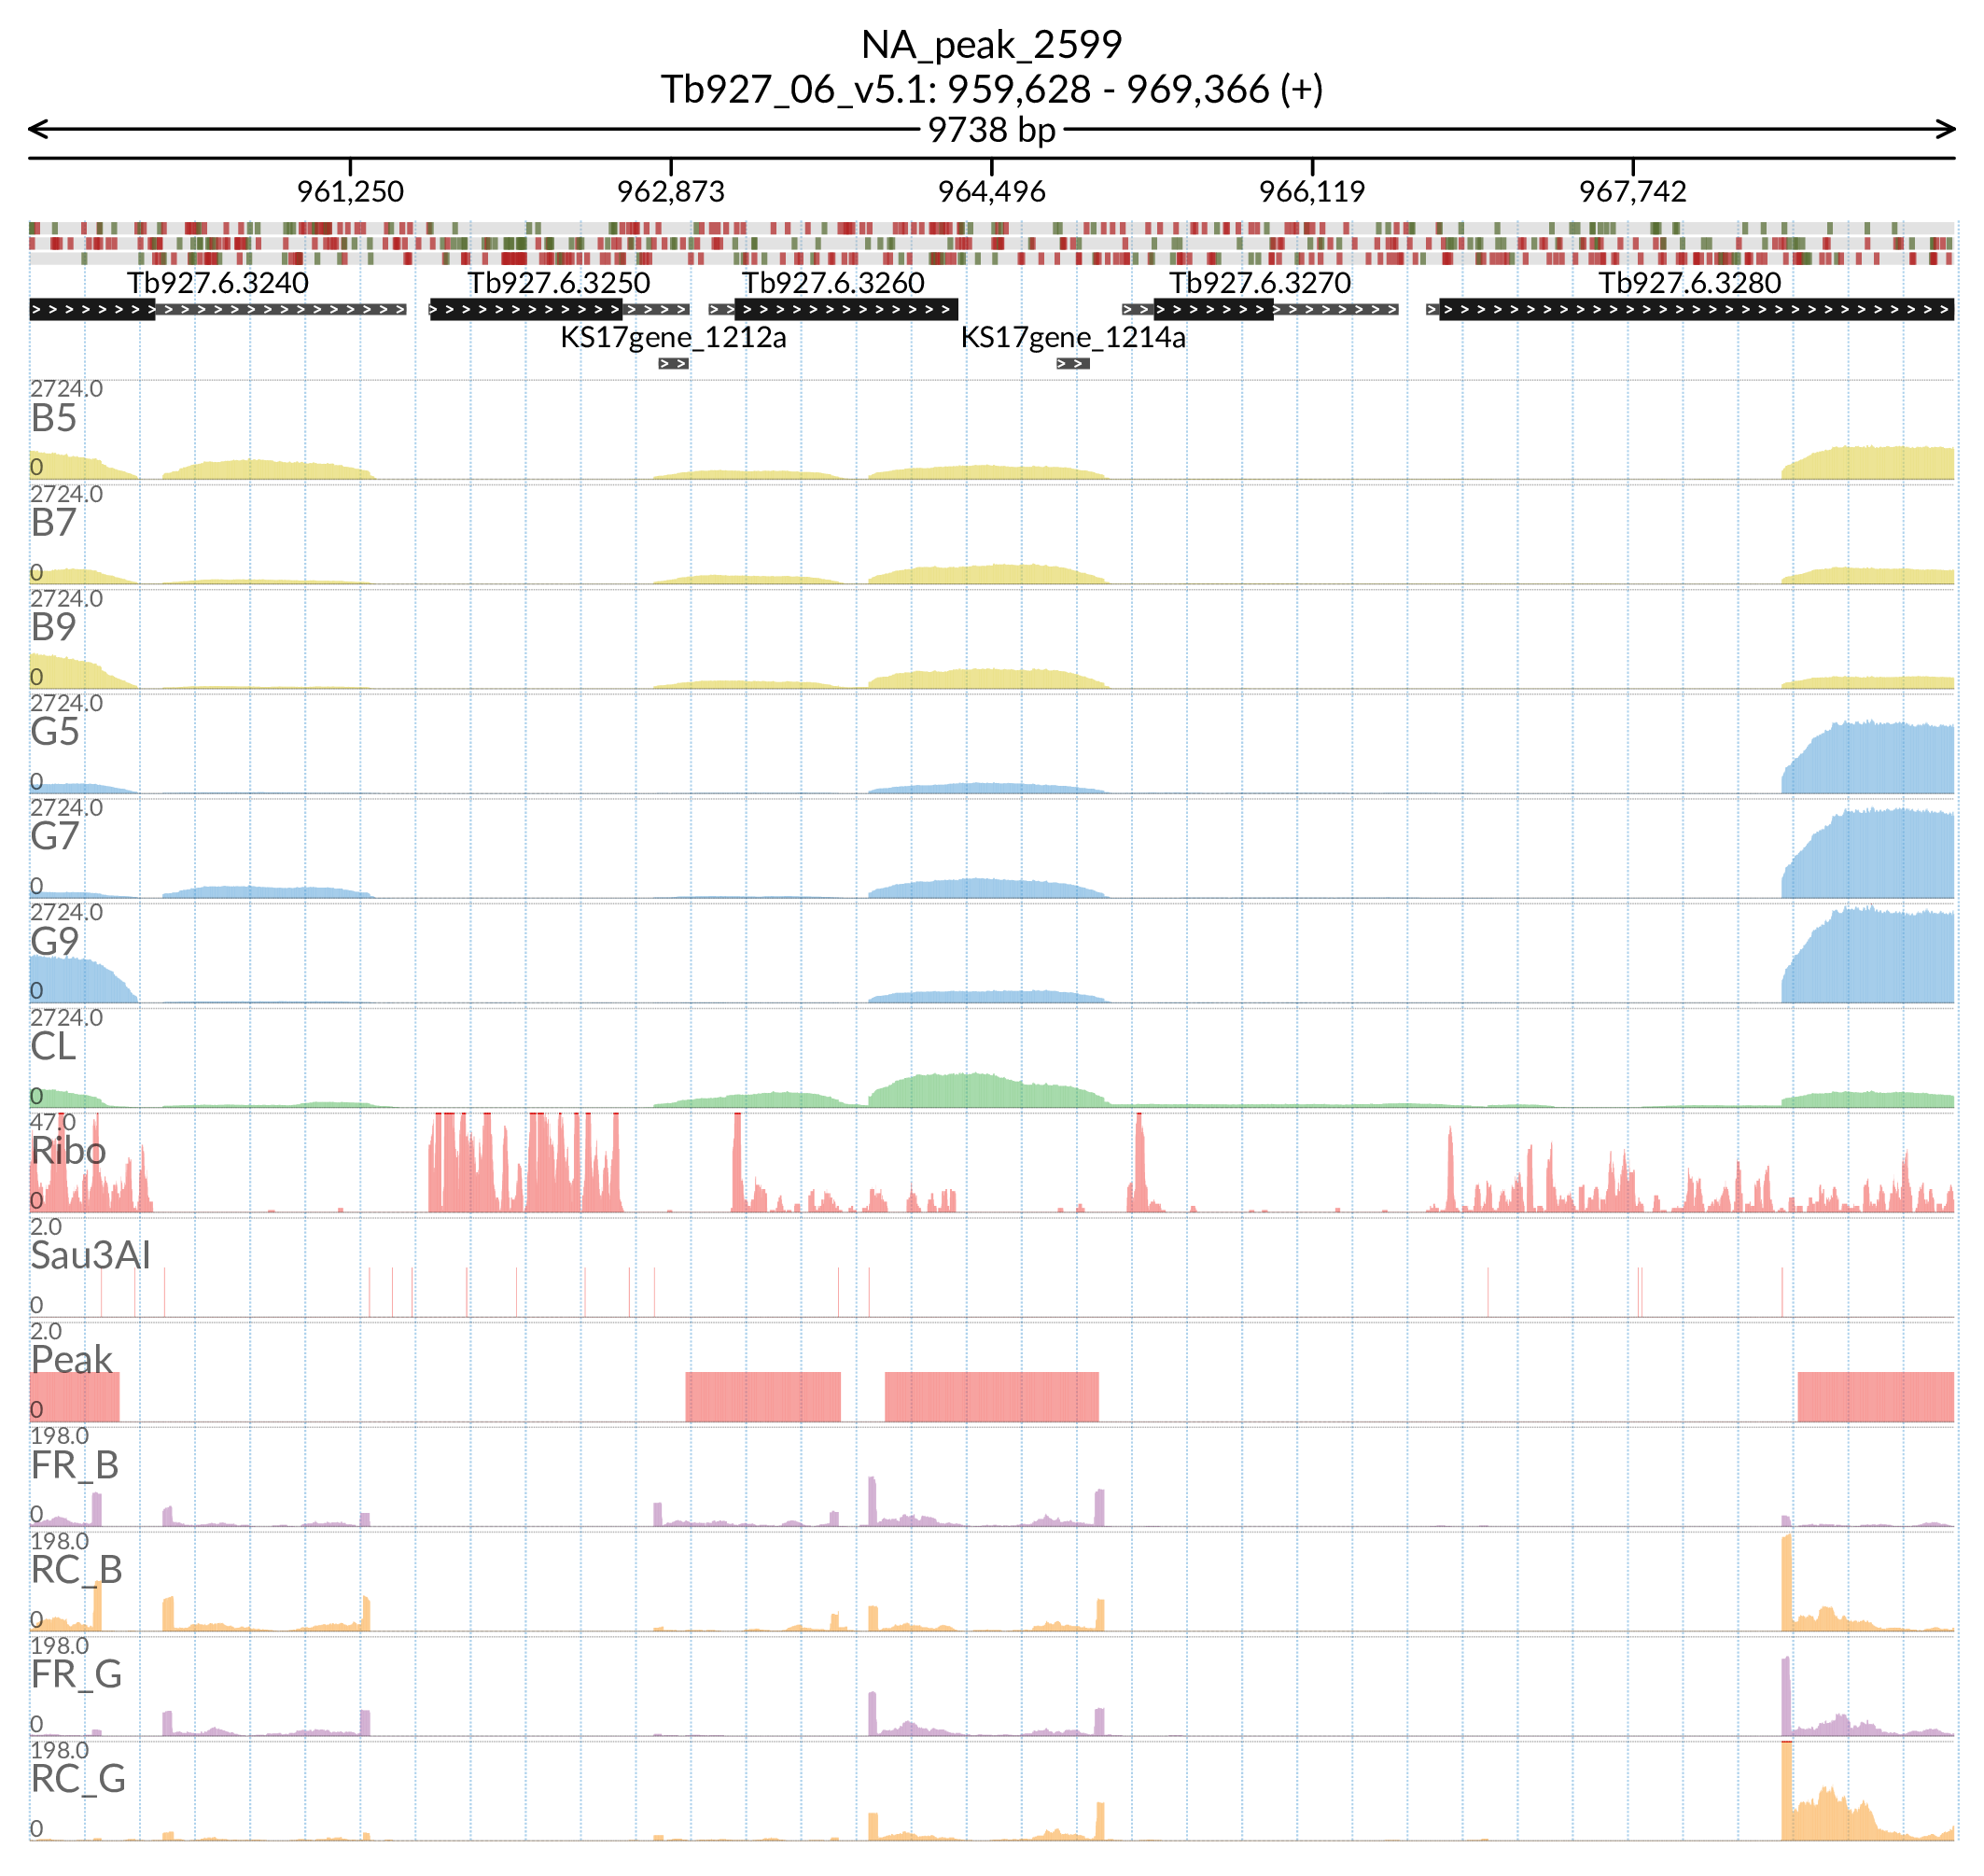 NA_peak_2599
Tb927_06_v5.1: 959,628 - 969,366 (+)
9738 bp
961,250 962,873 964,496 966,119 967,742
Tb927.6.3240 Tb927.6.3250 Tb927.6.3260 Tb927.6.3270 Tb927.6.3280
KS17gene_1212a KS17gene_1214a
2724.0
B5
0
2724.0
B7
0
2724.0
B9
0
2724.0
G5
0
2724.0
G7
0
2724.0
G9
0
2724.0
CL
0
47.0
Ribo
0
2.0
Sau3AI
0
2.0
Peak
0
198.0
FR_B
0
198.0
RC_B
0
198.0
FR_G
0
198.0
RC_G
0